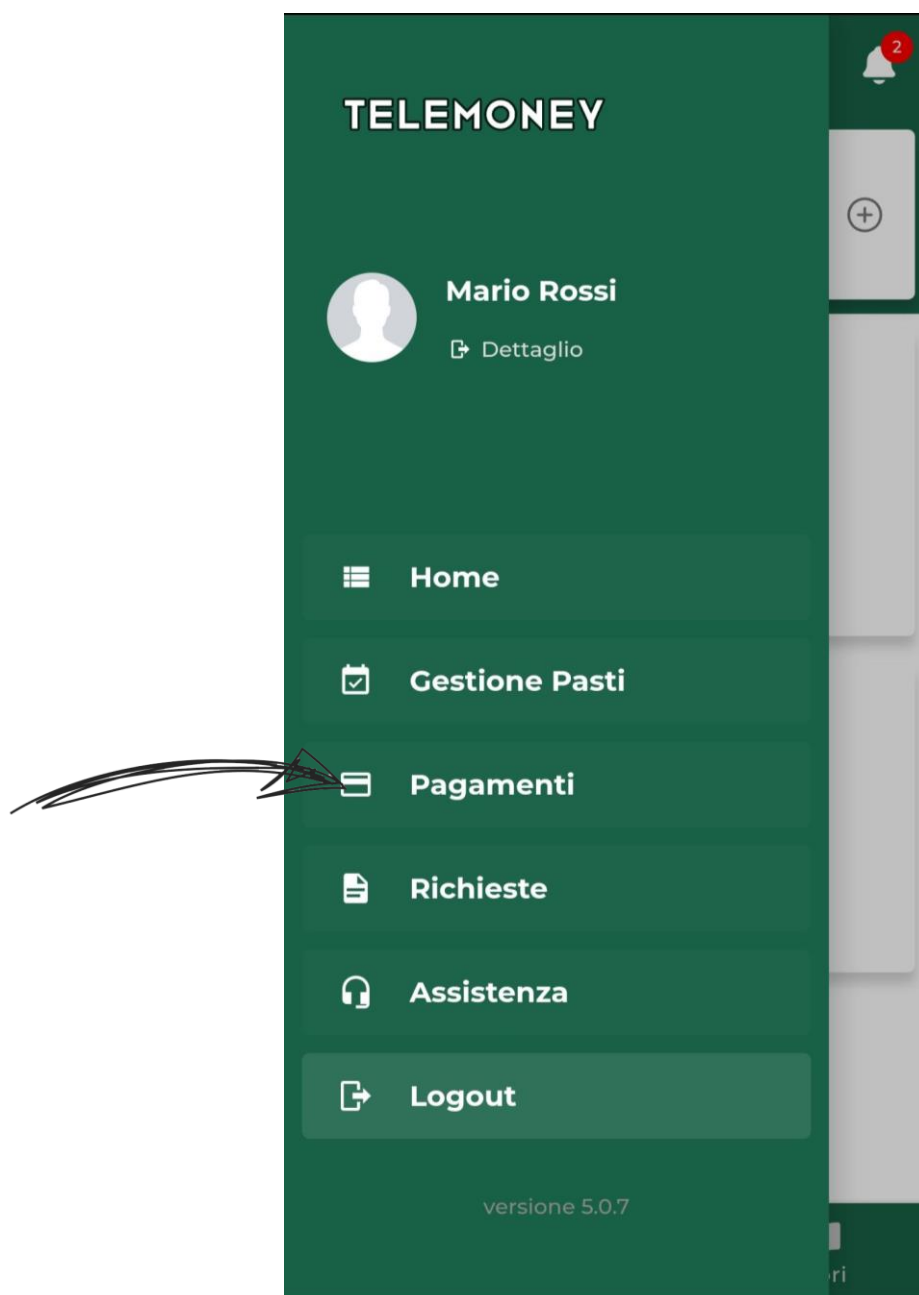 2
TELEMONEY
Mario Rossi
Dettaglio
Home
Gestione Pasti
Pagamenti
Richieste
Assistenza
Logout
versione 5.0.7